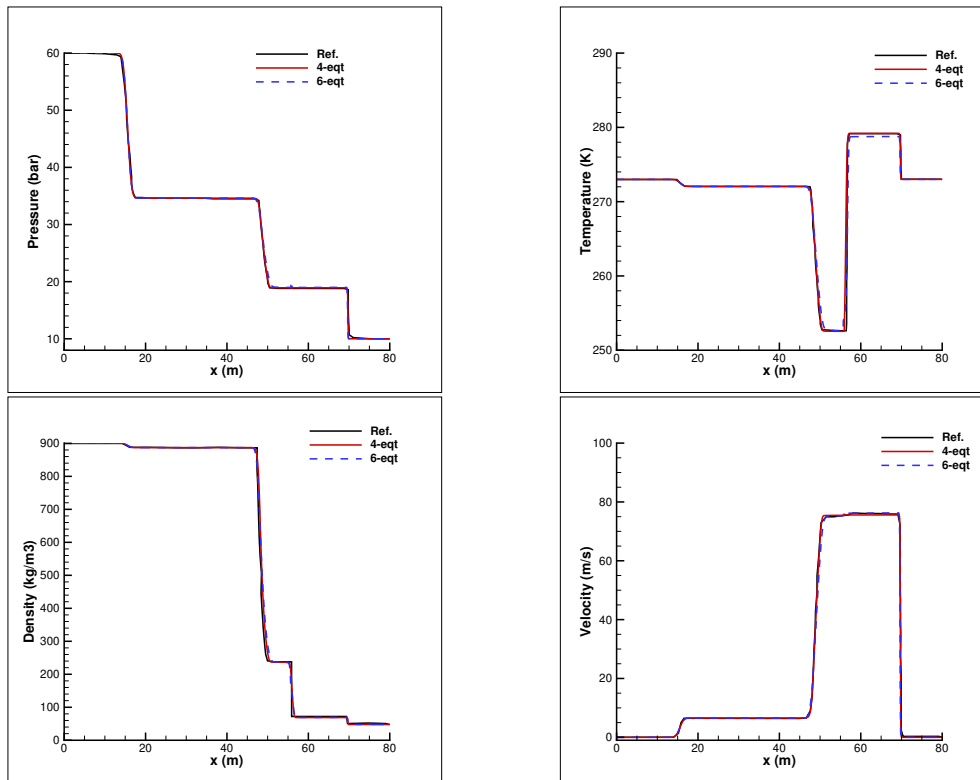 Pressure (bar)
60
50
40
30
20
10
0 20 40 60 80
x (m)
Ref.
4-eqt
6-eqt
Temperature (K)
290
280
270
260
250
0 20 40 60 80
x (m)
Ref.
4-eqt
6-eqt
Density (kg/m3)
900
800
700
600
500
400
300
200
100
0
0 20 40 60 80
x (m)
Ref.
4-eqt
6-eqt
Velocity (m/s)
100
80
60
40
20
0
0 20 40 60 80
x (m)
Ref.
4-eqt
6-eqt